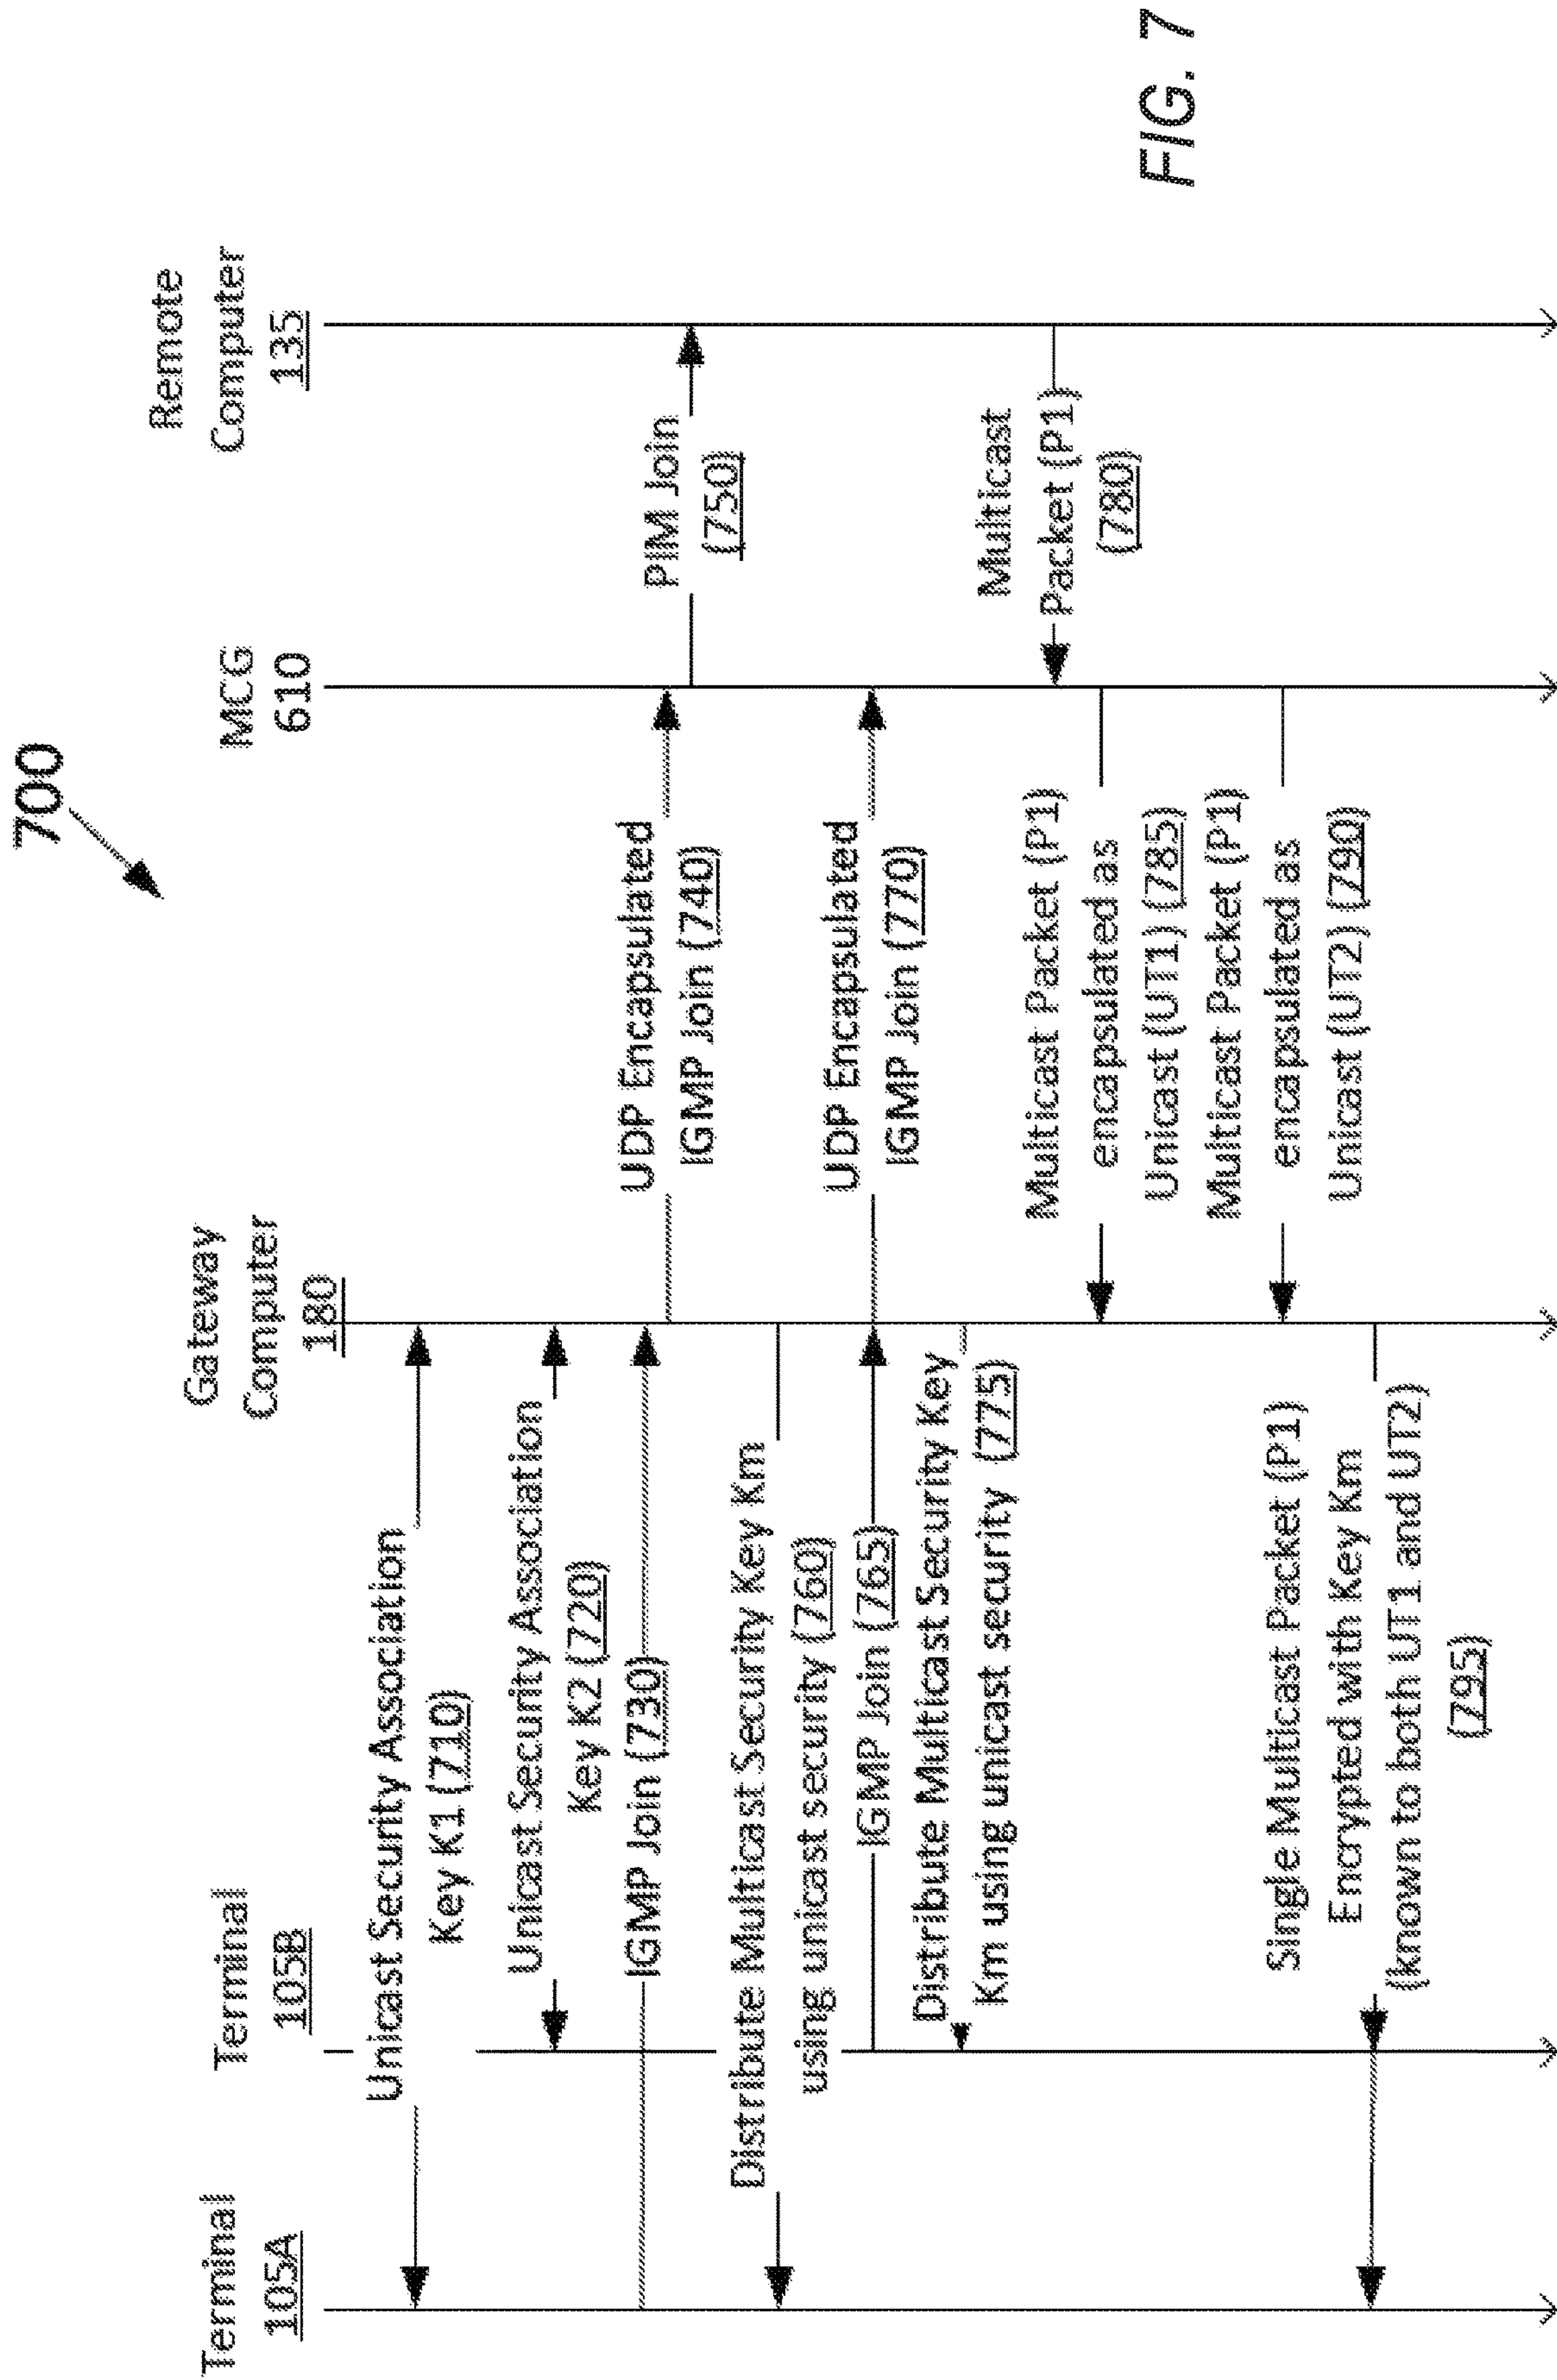 700
Terminal
105A
Terminal
105B
Gateway
Computer
180
MCG
610
Remote
Computer
135
Unicast Security Association
Key K1 (710)
Unicast Security Association
Key K2 (720)
IGMP Join (730)
UDP Encapsulated
IGMP Join (740)
PIM Join
(750)
Distribute Multicast Security Key Km
using unicast security (760)
IGMP Join (765)
UDP Encapsulated
IGMP Join (770)
Distribute Multicast Security Key
Km using unicast security (775)
Multicast
Packet (P1)
(780)
Multicast Packet (P1)
encapsulated as
Unicast (UT1) (785)
Multicast Packet (P1)
encapsulated as
Unicast (UT2) (790)
Single Multicast Packet (P1)
Encrypted with Key Km
(known to both UT1 and UT2)
(795)
FIG. 7